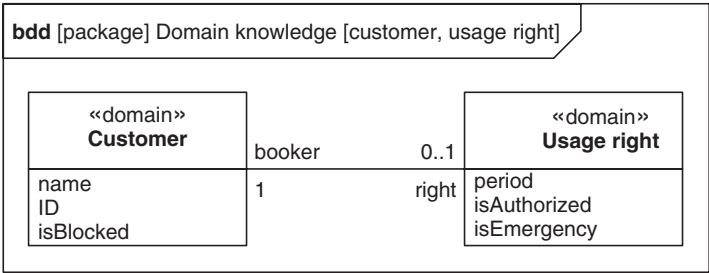 bdd [package] Domain knowledge [customer, usage right]
«domain»
Customer
name
ID
isBlocked
booker
1
0..1
right
«domain»
Usage right
period
isAuthorized
isEmergency